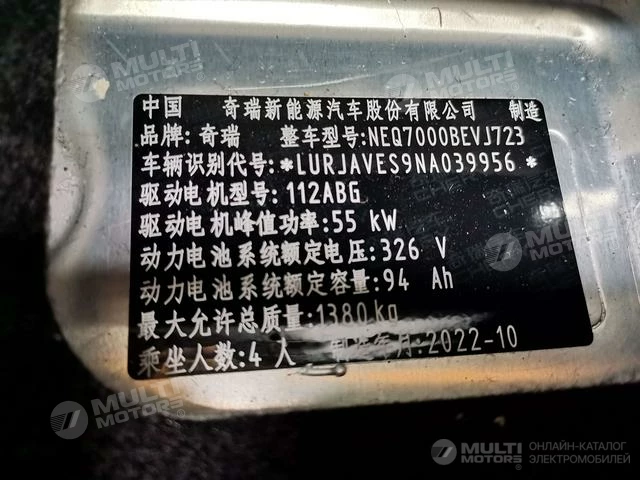 中国 奇瑞新能源汽车股份有限公司 制造
品牌:奇瑞 整车型号:NEQ7000BEVJ723
车辆识别代号:*LURJAVES9NA039956*
驱动电机型号:112ABG
驱动电机峰值功率:55 kW
动力电池系统额定电压:326 V
动力电池系统额定容量:94 Ah
最大允许总质量:1380 kg
乘坐人数:4 人 制造年月:2022-10
MULTI MOTORS®
ОНЛАЙН-КАТАЛОГ
ЭЛЕКТРОМОБИЛЕЙ